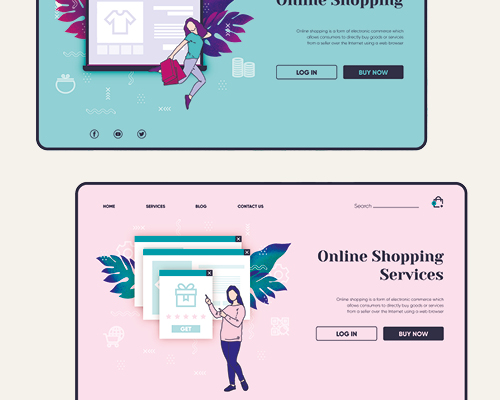 Online Shopping
Online shopping is a form of electronic commerce which
allows consumers to directly buy goods or services
from a seller over the Internet using a web browser
LOG IN
BUY NOW
HOME
SERVICES
BLOG
CONTACT US
Search
Online Shopping
Services
Online shopping is a form of electronic commerce which
allows consumers to directly buy goods or services
from a seller over the Internet using a web browser
LOG IN
BUY NOW
GET